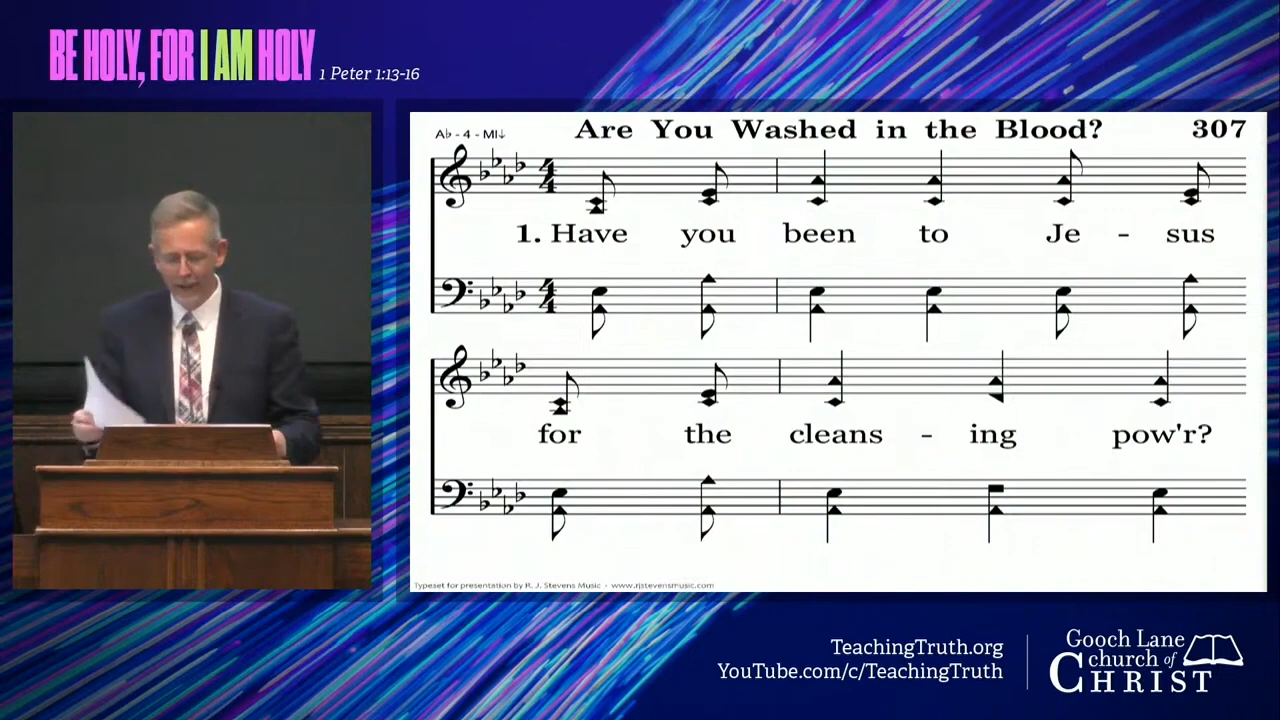 BE HOLY, FOR I AM HOLY 1 Peter 1:13-16
A♭ - 4 - MI↓ Are You Washed in the Blood? 307
1. Have you been to Je - sus
for the cleans - ing pow'r?
Typeset for presentation by R. J. Stevens Music - www.rjstevensmusic.com
TeachingTruth.org
YouTube.com/c/TeachingTruth
Gooch Lane
church of
CHRIST